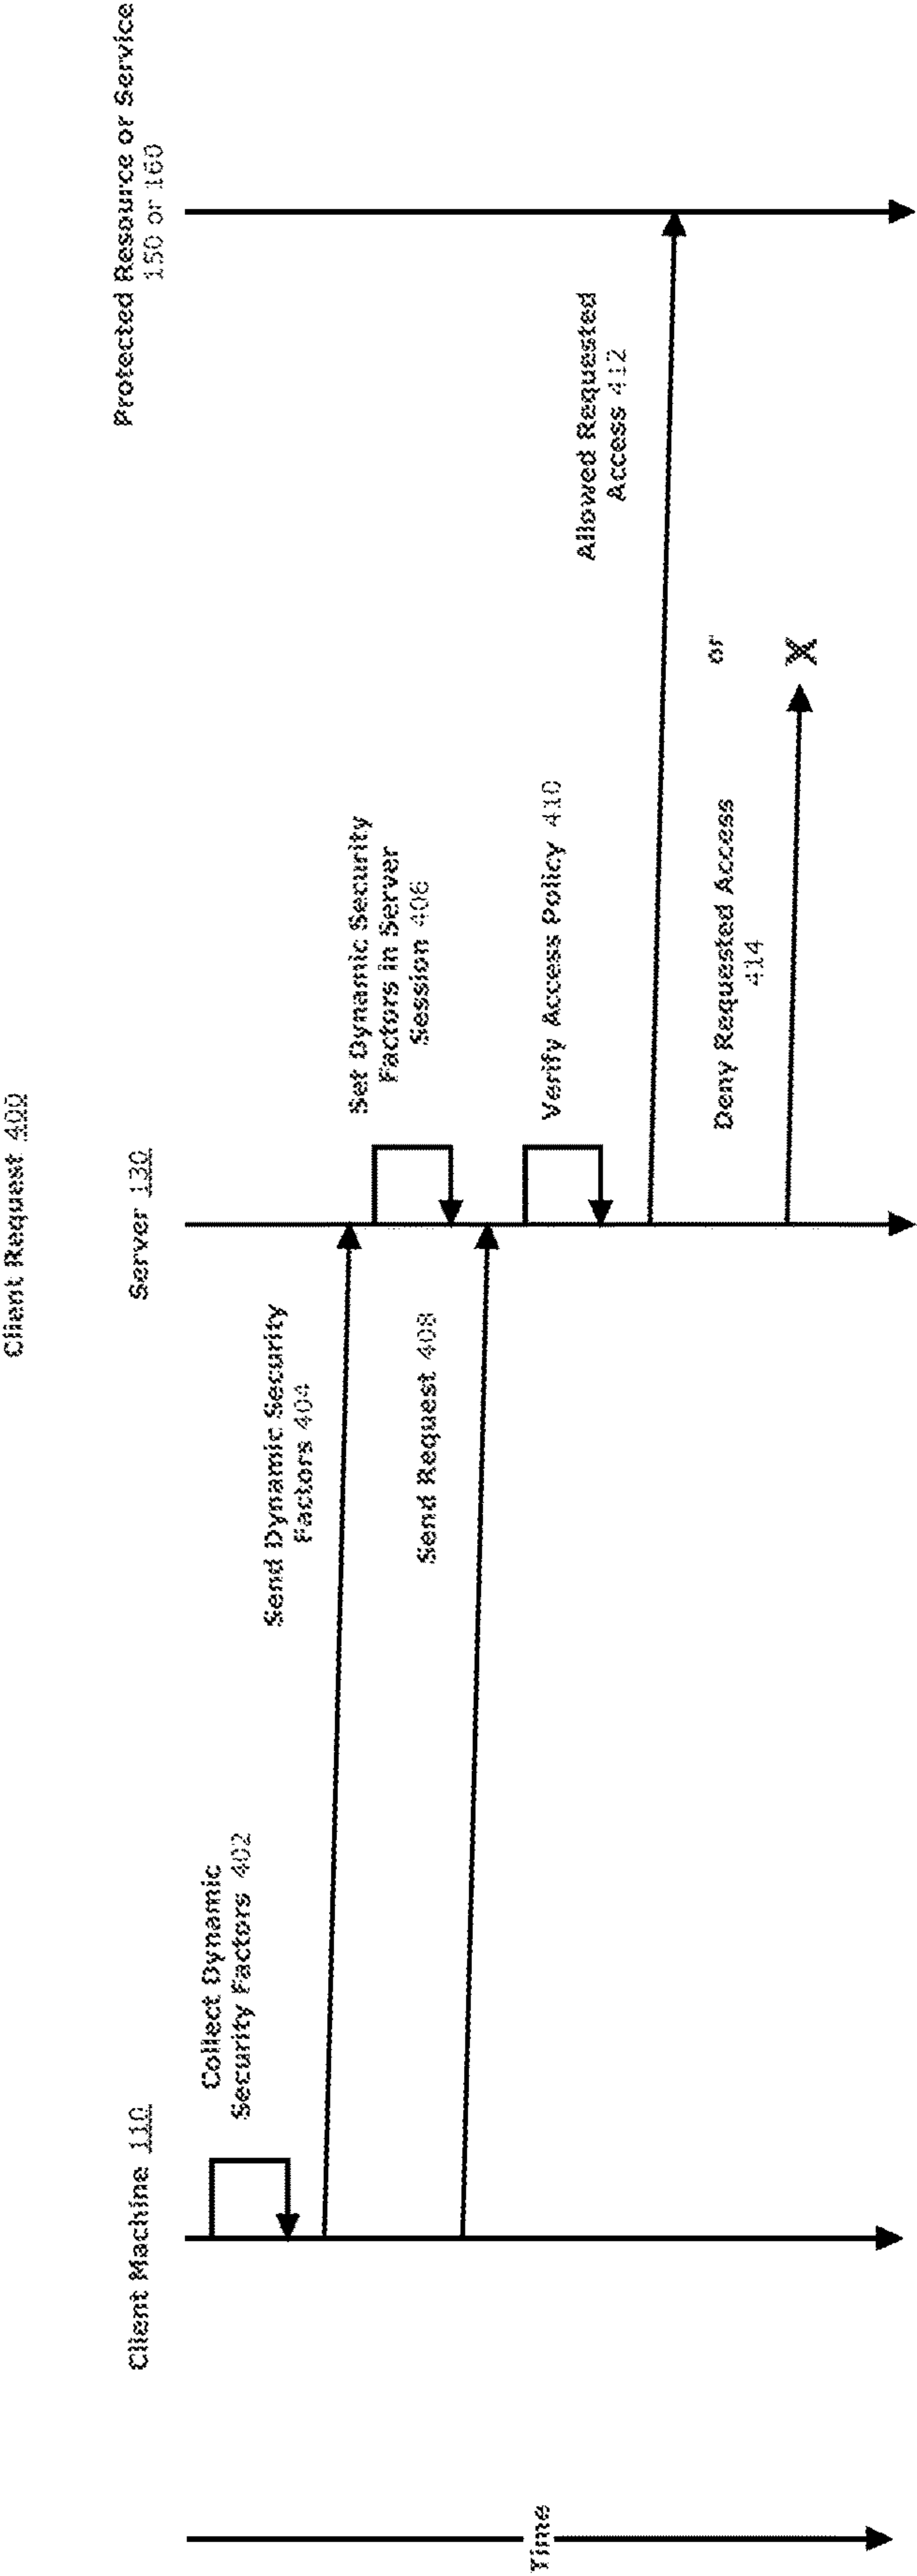 Client Request 400
Client Machine 110
Server 130
Protected Resource or Service
150 or 160
Collect Dynamic
Security Factors 402
Send Dynamic Security
Factors 404
Set Dynamic Security
Factors in Server
Session 406
Send Request 408
Verify Access Policy 410
Allowed Requested
Access 412
or
Deny Requested Access
414
X
Time